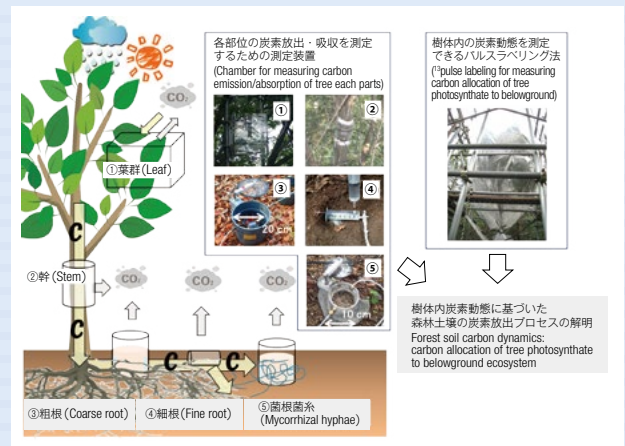 各部位の炭素放出・吸収を測定
するための測定装置
(Chamber for measuring carbon
emission/absorption of tree each parts)
①
②
③
20 cm
④
⑤
10 cm
樹体内の炭素動態を測定
できるパルスラベリング法
(¹³pulse labeling for measuring
carbon allocation of tree
photosynthate to belowground)
CO₂
①葉群(Leaf)
C
②幹(Stem)
CO₂
CO₂
CO₂
C
C
C
③粗根(Coarse root)
④細根(Fine root)
⑤菌根菌糸
(Mycorrhizal hyphae)
樹体内炭素動態に基づいた
森林土壌の炭素放出プロセスの解明
Forest soil carbon dynamics:
carbon allocation of tree photosynthate
to belowground ecosystem